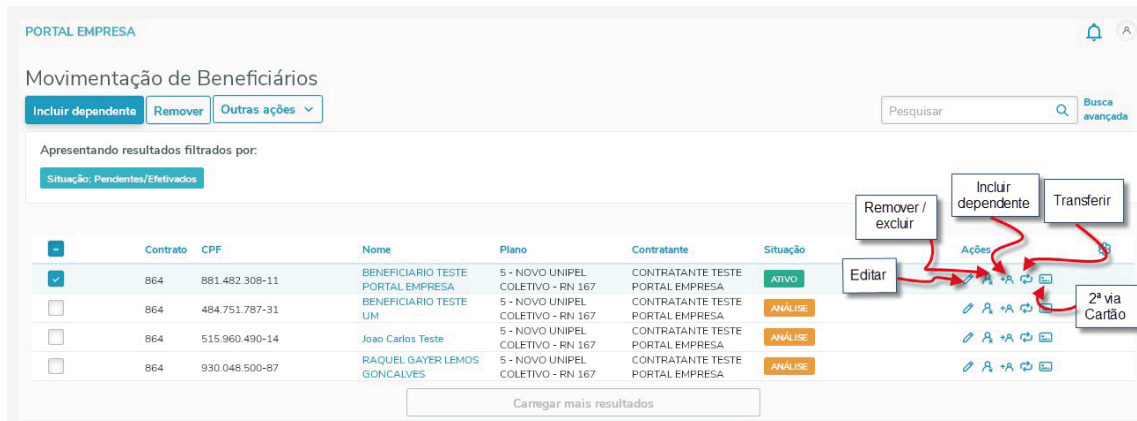 PORTAL EMPRESA
Movimentação de Beneficiários
Incluir dependente Remover Outras ações
Pesquisar
Busca
avançada
Apresentando resultados filtrados por:
Situação: Pendentes/Efetivados
Remover /
excluir
Incluir
dependente
Transferir
Editar
2ª via
Cartão
Contrato CPF Nome Plano Contratante Situação Ações
864 881.482.308-11 BENEFICIARIO TESTE PORTAL EMPRESA 5 - NOVO UNIPEL COLETIVO - RN 167 CONTRATANTE TESTE PORTAL EMPRESA ATIVO
864 484.751.787-31 BENEFICIARIO TESTE UM 5 - NOVO UNIPEL COLETIVO - RN 167 CONTRATANTE TESTE PORTAL EMPRESA ANÁLISE
864 515.960.490-14 Joao Carlos Teste 5 - NOVO UNIPEL COLETIVO - RN 167 CONTRATANTE TESTE PORTAL EMPRESA ANÁLISE
864 930.048.500-87 RAQUEL GAYER LEMOS GONCALVES 5 - NOVO UNIPEL COLETIVO - RN 167 CONTRATANTE TESTE PORTAL EMPRESA ANÁLISE
Carregar mais resultados